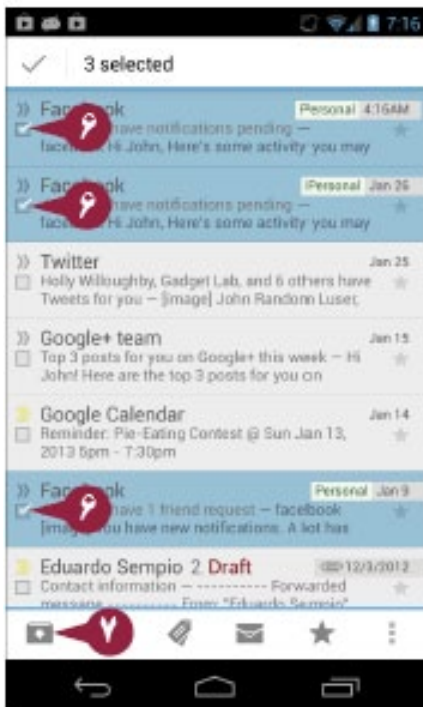 7:16
3 selected
Facebook Personal 4:16AM
have notifications pending –
facebook Hi John, Here's some activity you may
Facebook Personal Jan 26
have notifications pending –
facebook Hi John, Here's some activity you may
Twitter Jan 25
Holly Willoughby, Gadget Lab, and 6 others have
Tweets for you – [image] John Random Luser,
Google+ team Jan 15
Top 3 posts for you on Google+ this week – Hi
John! Here are the top 3 posts for you on
Google Calendar Jan 14
Reminder: Pie-Eating Contest @ Sun Jan 13,
2013 5pm - 7:30pm
Facebook Personal Jan 9
have 1 friend request – facebook
[image] You have new notifications. A lot has
Eduardo Sempio 2, Draft 12/3/2012
Contact information – ---------- Forwarded
message ---------- From: "Eduardo Sempio"
۶
۶
۶
۷